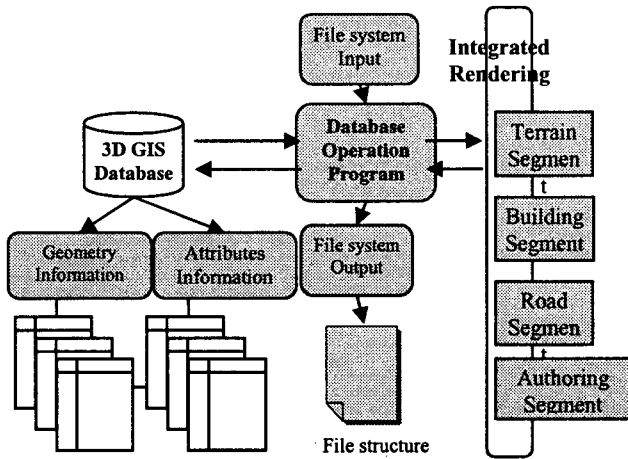 File system
Input
Integrated
Rendering
3D GIS
Database
Database
Operation
Program
Terrain
Segmen
t
Building
Segment
Geometry
Information
Attributes
Information
File system
Output
Road
Segmen
t
Authoring
Segment
File structure